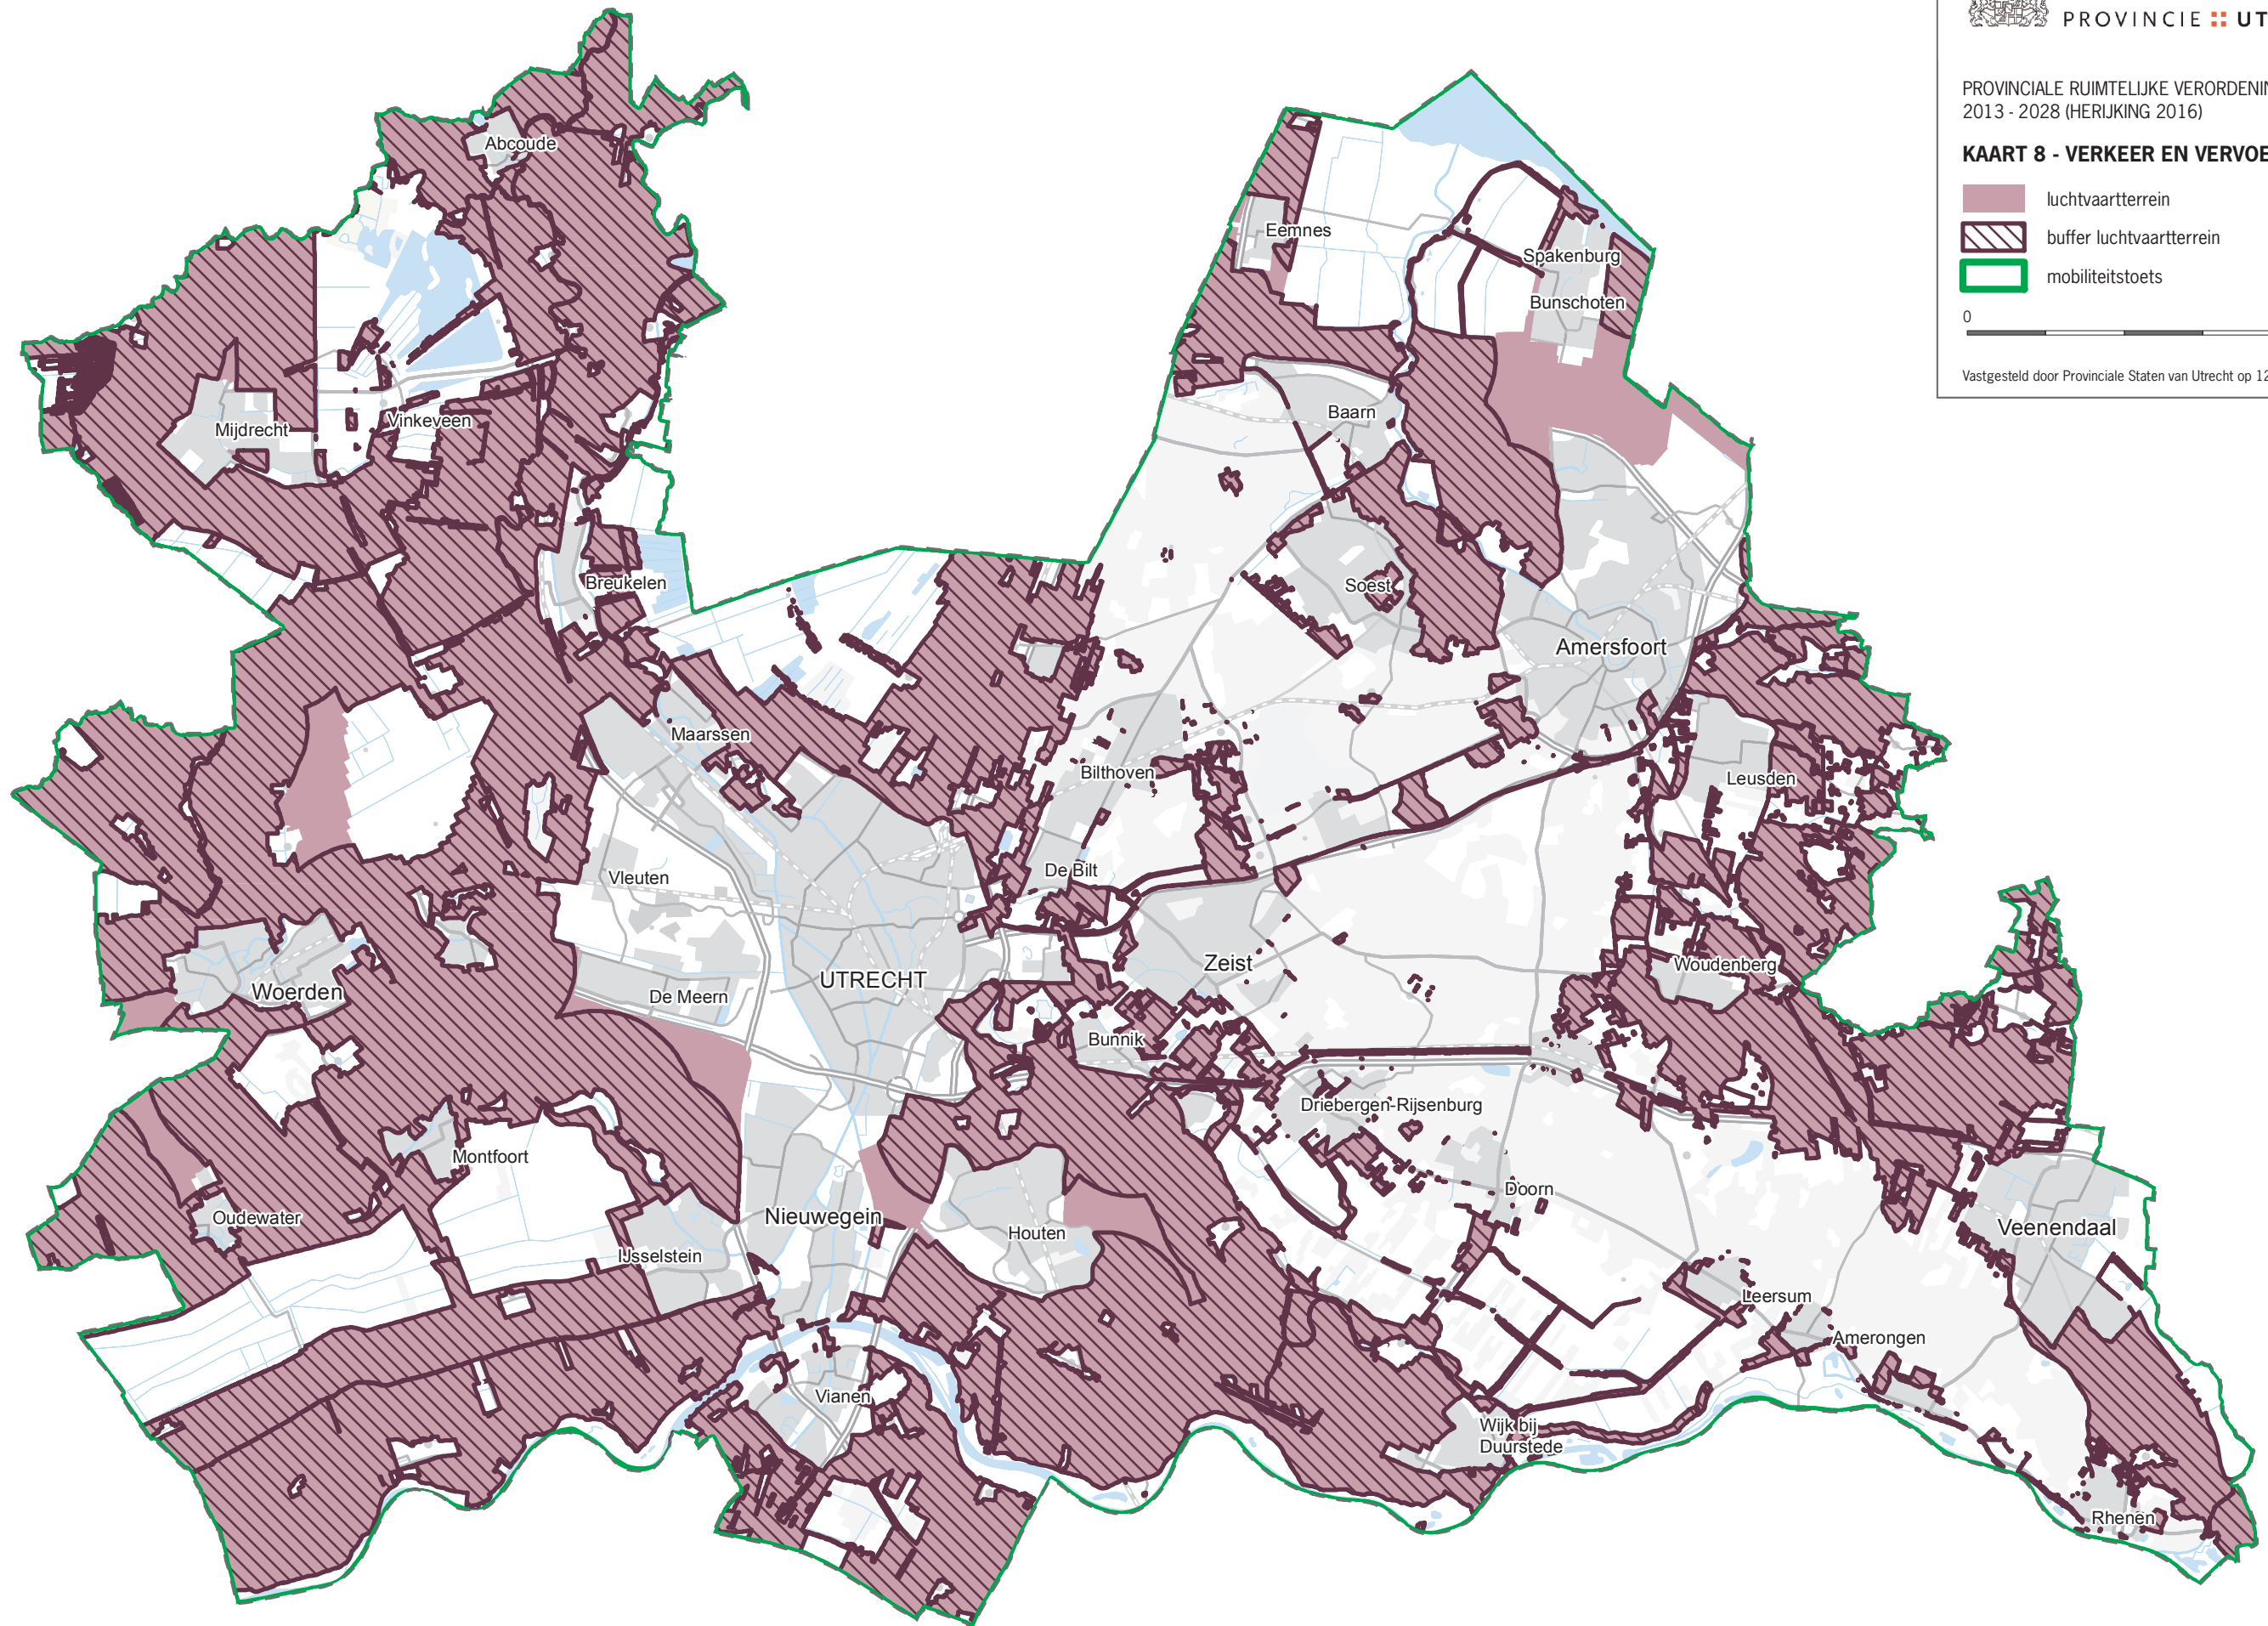 PROVINCIE UT
PROVINCIALE RUIMTELIJKE VERORDENIN
2013 - 2028 (HERIJKING 2016)
KAART 8 - VERKEER EN VERVOE
luchtvaartterrein
buffer luchtvaartterrein
mobiliteitstoets
0
Vastgesteld door Provinciale Staten van Utrecht op 12
Abcoude
Eemnes
Spakenburg
Bunschoten
Baarn
Mijdrecht
Vinkeveen
Breukelen
Soest
Amersfoort
Maarssen
Bilthoven
Leusden
Vleuten
De Bilt
Zeist
Woudenberg
UTRECHT
Woerden
De Meern
Bunnik
Driebergen-Rijsenburg
Montfoort
Doorn
Oudewater
Nieuwegein
Houten
Veenendaal
IJsselstein
Leersum
Amerongen
Vianen
Wijk bij
Duurstede
Rhenen